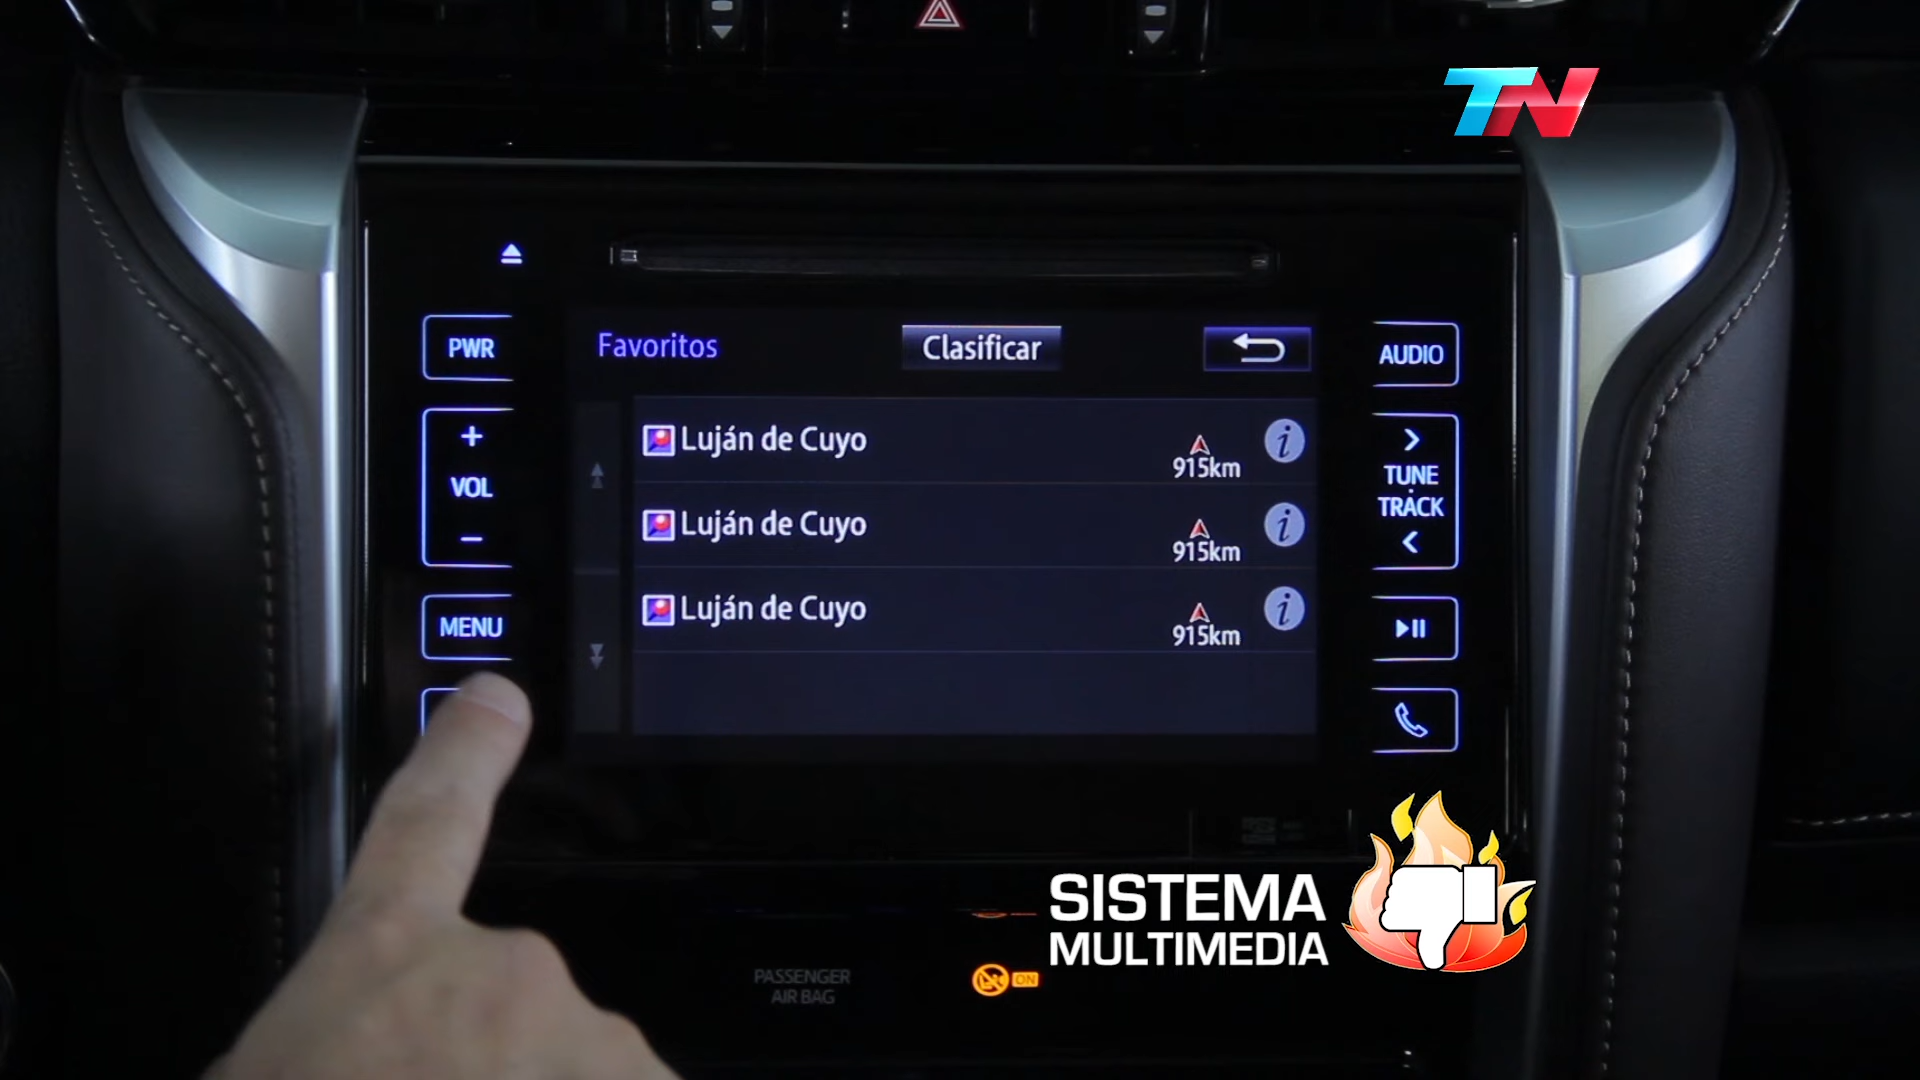 TN
PWR
Favoritos
Clasificar
AUDIO
+
VOL
-
Luján de Cuyo
915km
i
Luján de Cuyo
915km
i
Luján de Cuyo
915km
i
>
TUNE
TRACK
<
MENU
SISTEMA
MULTIMEDIA
PASSENGER
AIR BAG
ON